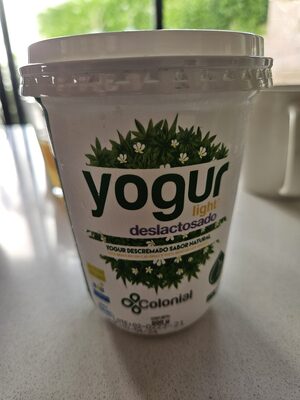 yogur
light
deslactosado
YOGUR DESCREMADO SABOR NATURAL
Colonial